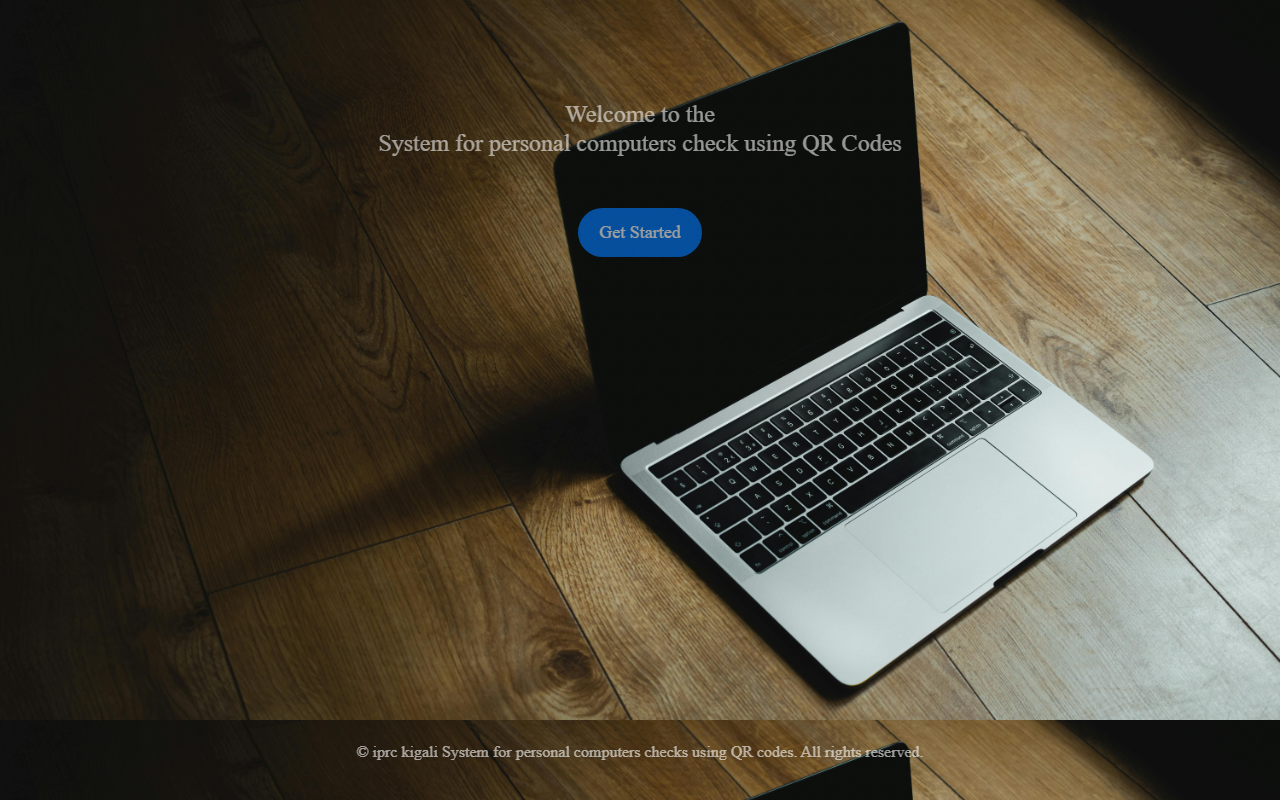 Welcome to the
System for personal computers check using QR Codes
Get Started
© iprc kigali System for personal computers checks using QR codes. All rights reserved.